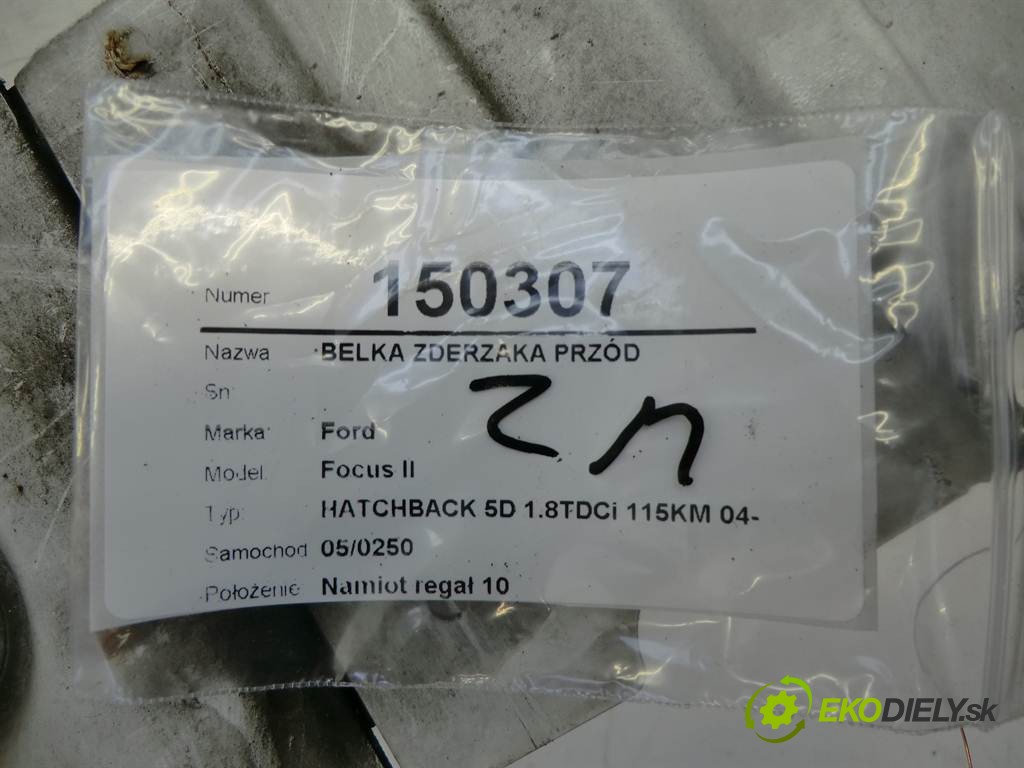 Numer 150307
Nazwa BELKA ZDERZAKA PRZÓD
Sn
Marka Ford
Model Focus II
Typ HATCHBACK 5D 1.8TDCi 115KM 04-
Samochod 05/0250
Położenie Namiot regał 10
EKODIELY.sk